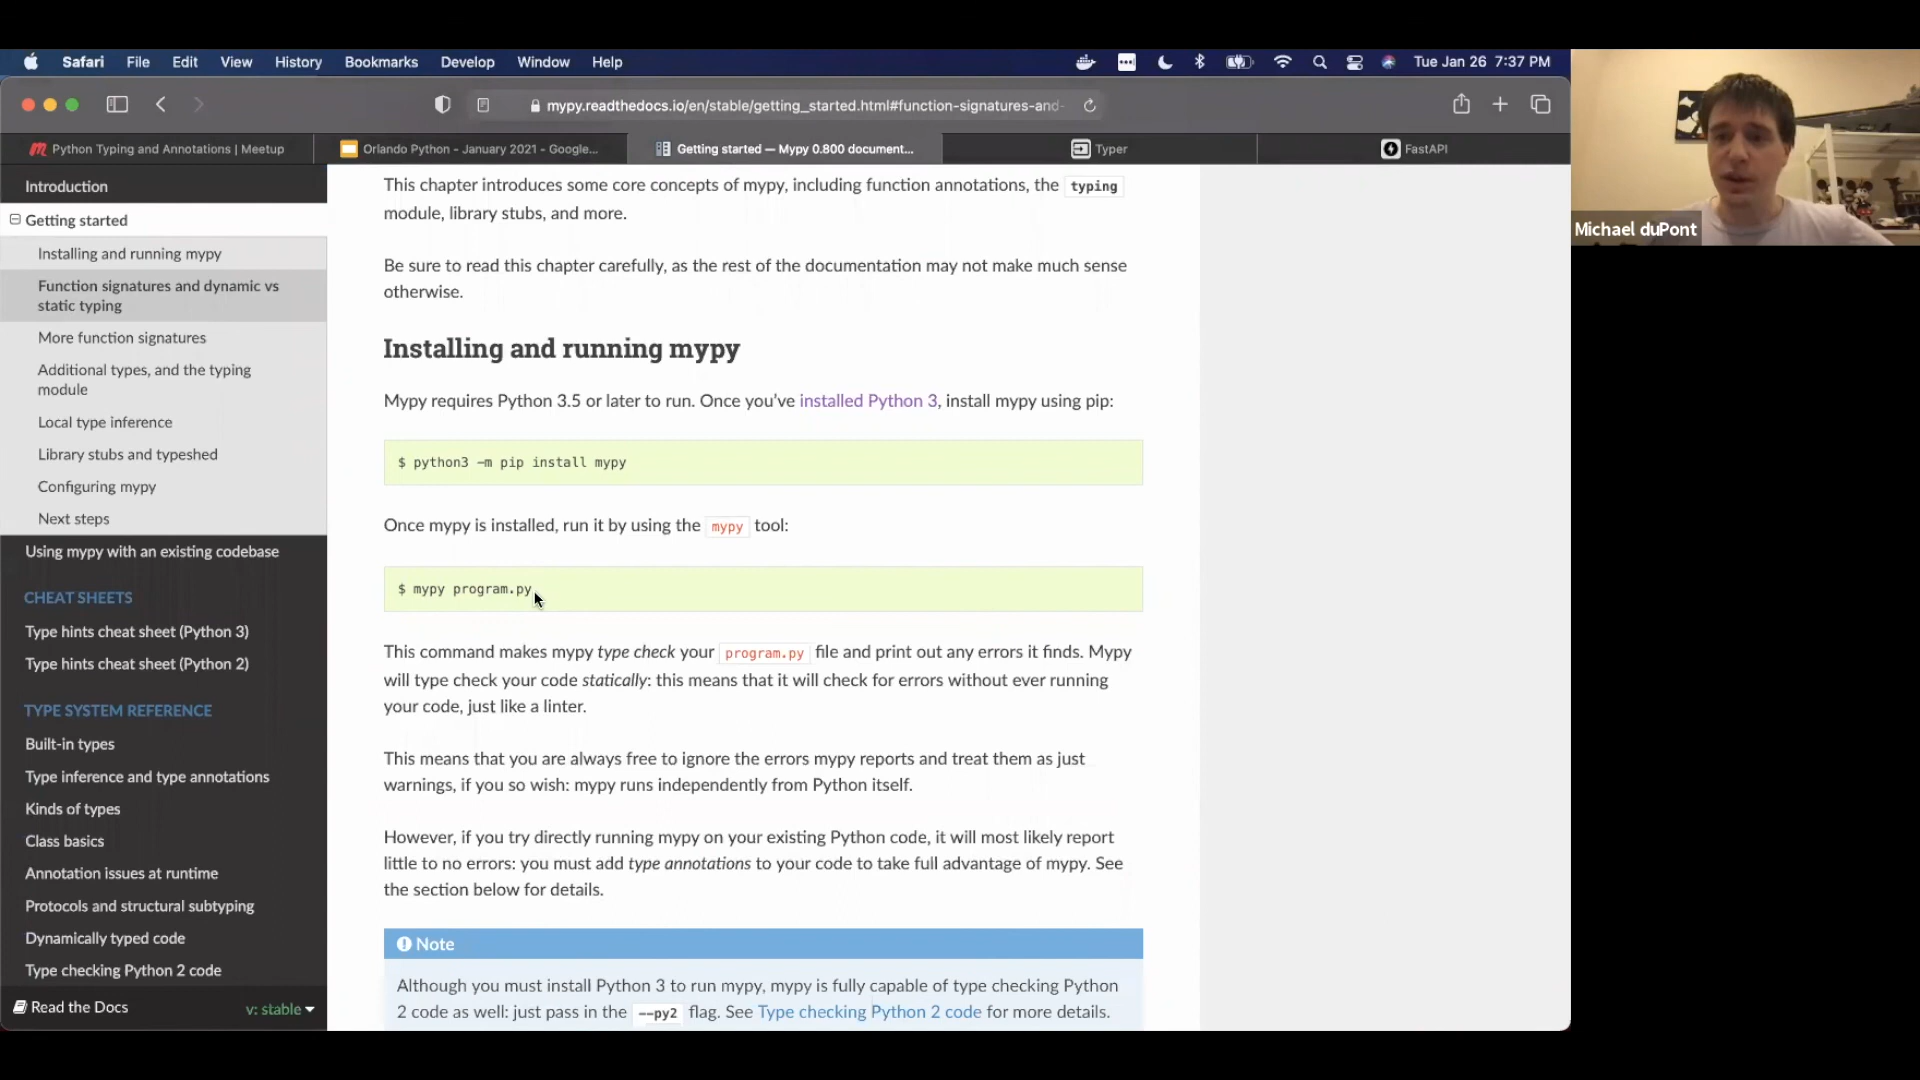 Safari File Edit View History Bookmarks Develop Window Help Tue Jan 26 7:37 PM
mypy.readthedocs.io/en/stable/getting_started.html#function-signatures-and-
Python Typing and Annotations | Meetup
Orlando Python - January 2021 - Google...
Getting started — Mypy 0.800 document...
Typer
FastAPI
Introduction
Getting started
Installing and running mypy
Function signatures and dynamic vs
static typing
More function signatures
Additional types, and the typing
module
Local type inference
Library stubs and typeshed
Configuring mypy
Next steps
Using mypy with an existing codebase
CHEAT SHEETS
Type hints cheat sheet (Python 3)
Type hints cheat sheet (Python 2)
TYPE SYSTEM REFERENCE
Built-in types
Type inference and type annotations
Kinds of types
Class basics
Annotation issues at runtime
Protocols and structural subtyping
Dynamically typed code
Type checking Python 2 code
Read the Docs
v: stable
This chapter introduces some core concepts of mypy, including function annotations, the typing
module, library stubs, and more.
Be sure to read this chapter carefully, as the rest of the documentation may not make much sense
otherwise.
Installing and running mypy
Mypy requires Python 3.5 or later to run. Once you’ve installed Python 3, install mypy using pip:
$ python3 -m pip install mypy
Once mypy is installed, run it by using the mypy tool:
$ mypy program.py
This command makes mypy type check your program.py file and print out any errors it finds. Mypy
will type check your code statically: this means that it will check for errors without ever running
your code, just like a linter.
This means that you are always free to ignore the errors mypy reports and treat them as just
warnings, if you so wish: mypy runs independently from Python itself.
However, if you try directly running mypy on your existing Python code, it will most likely report
little to no errors: you must add type annotations to your code to take full advantage of mypy. See
the section below for details.
Note
Although you must install Python 3 to run mypy, mypy is fully capable of type checking Python
2 code as well: just pass in the --py2 flag. See Type checking Python 2 code for more details.
Michael duPont